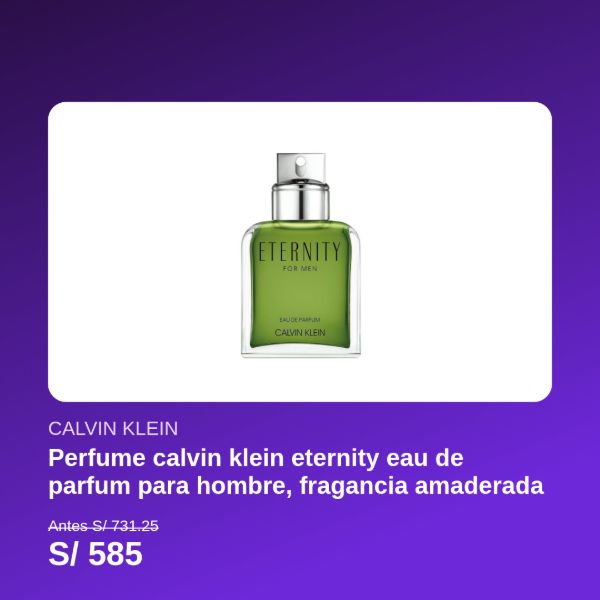 ETERNITY
FOR MEN
EAU DE PARFUM
CALVIN KLEIN
CALVIN KLEIN
Perfume calvin klein eternity eau de
parfum para hombre, fragancia amaderada
Antes S/ 731.25
S/ 585